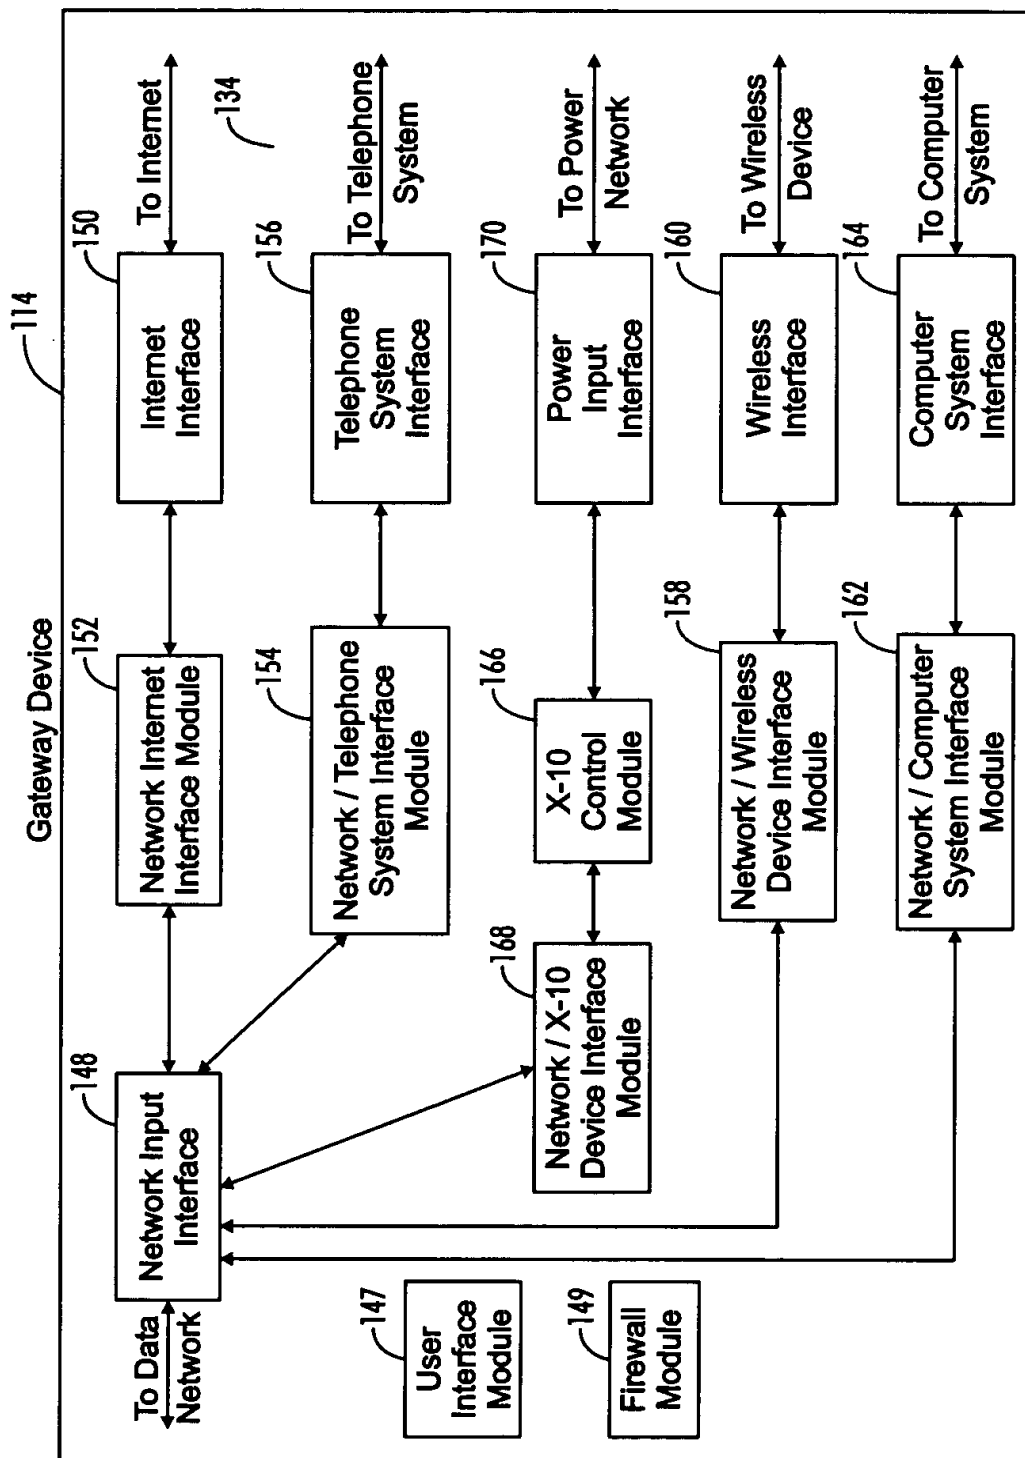 Gateway Device
114
134
To Data
Network
148
Network Input
Interface
152
Network Internet
Interface Module
150
Internet
Interface
To Internet
154
Network / Telephone
System Interface
Module
156
Telephone
System
Interface
To Telephone
System
147
User
Interface
Module
168
Network / X-10
Device Interface
Module
166
X-10
Control
Module
170
Power
Input
Interface
To Power
Network
149
Firewall
Module
158
Network / Wireless
Device Interface
Module
160
Wireless
Interface
To Wireless
Device
162
Network / Computer
System Interface
Module
164
Computer
System
Interface
To Computer
System